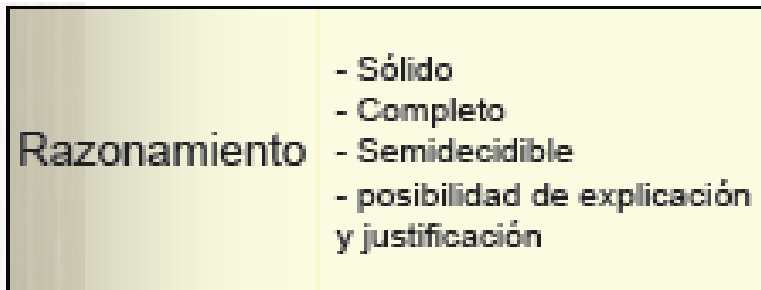 Razonamiento
- Sólido
- Completo
- Semidecidible
- posibilidad de explicación
y justificación